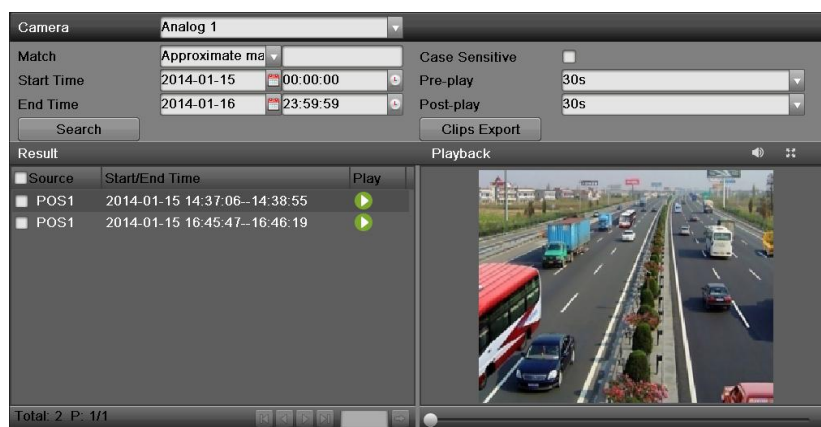 Camera Analog 1
Match Approximate ma Case Sensitive
Start Time 2014-01-15 00:00:00 Pre-play 30s
End Time 2014-01-16 23:59:59 Post-play 30s
Search Clips Export
Result Playback
Source Start/End Time Play
POS1 2014-01-15 14:37:06--14:38:55
POS1 2014-01-15 16:45:47--16:46:19
Total: 2 P: 1/1